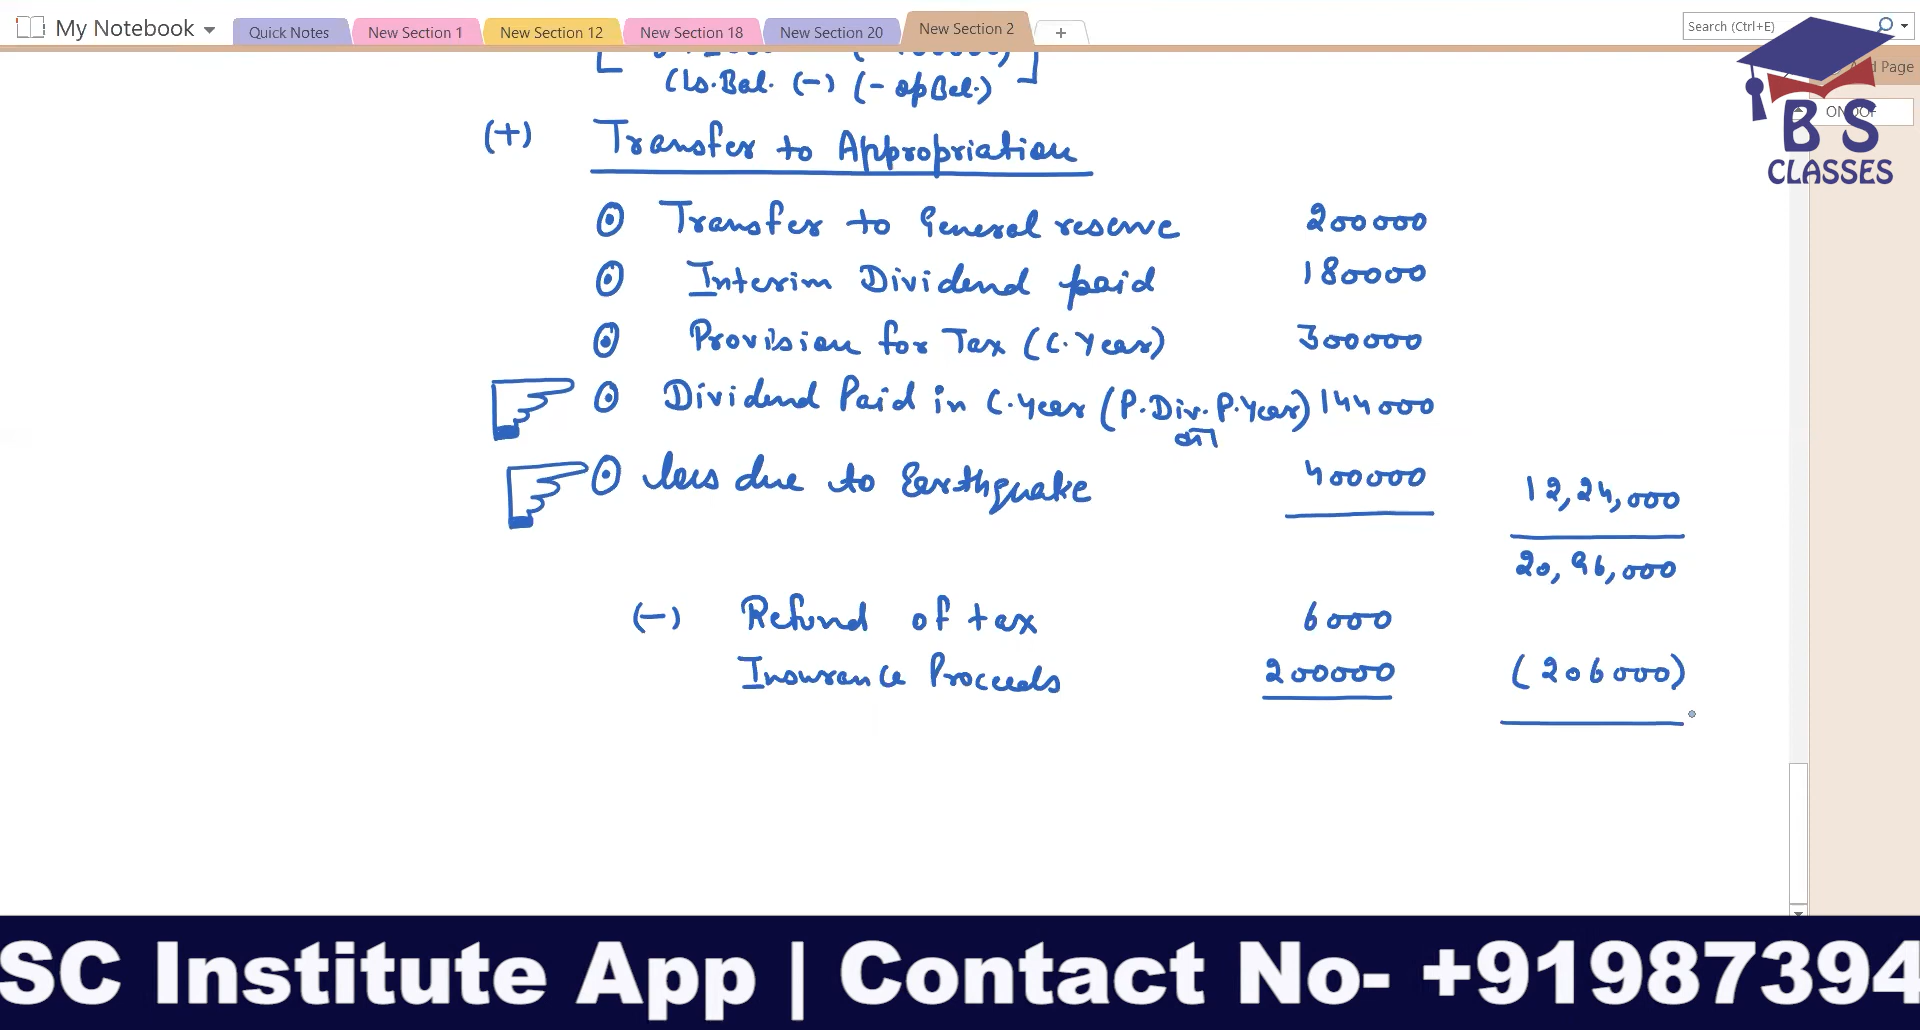 My Notebook
Quick Notes
New Section 1
New Section 12
New Section 18
New Section 20
New Section 2
+
Search (Ctrl+E)
d Page
B S
CLASSES
Cls.Bal. (-) (- op Bal.)
(+) Transfer to Appropriation
Transfer to General reserve 200000
Interim Dividend paid 180000
Provision for Tax (C.Year) 300000
Dividend Paid in C.year (P.Div. P.Year) 144000
की
loss due to Earthquake 400000 12,24,000
20,96,000
(-) Refund of tax 6000
Insurance Proceeds 200000 (206000)
SC Institute App | Contact No- +91987394